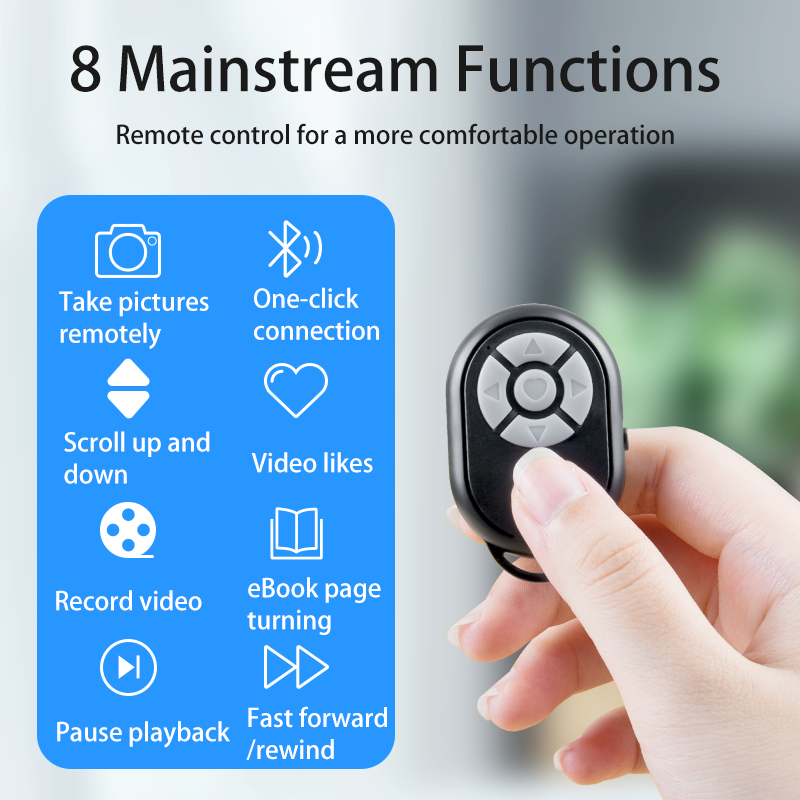 8 Mainstream Functions
Remote control for a more comfortable operation
Take pictures
remotely
One-click
connection
Scroll up and
down
Video likes
Record video
eBook page
turning
Pause playback
Fast forward
/rewind